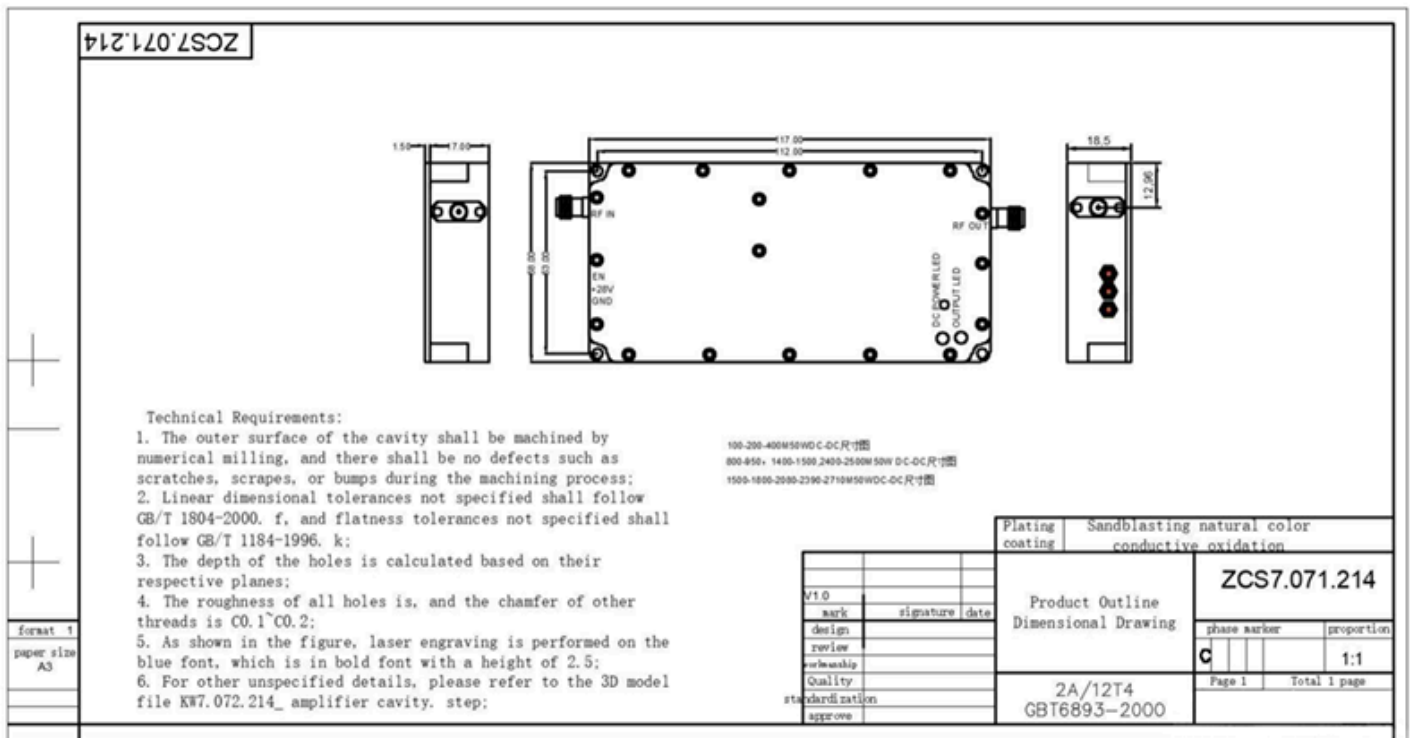 ZCS7.071.214
1.50
17.00
117.00
112.00
18.5
12.96
68.00
63.00
RF IN
RF OUT
EN
+28V
GND
DC POWER LED
OUTPUT LED
Technical Requirements:
1. The outer surface of the cavity shall be machined by
numerical milling, and there shall be no defects such as
scratches, scrapes, or bumps during the machining process;
2. Linear dimensional tolerances not specified shall follow
GB/T 1804-2000. f, and flatness tolerances not specified shall
follow GB/T 1184-1996. k;
3. The depth of the holes is calculated based on their
respective planes;
4. The roughness of all holes is, and the chamfer of other
threads is C0.1~C0.2;
5. As shown in the figure, laser engraving is performed on the
blue font, which is in bold font with a height of 2.5;
6. For other unspecified details, please refer to the 3D model
file KW7.072.214_ amplifier cavity. step;
100-200-400M50WDC-DC尺寸图
800-950, 1400-1500,2400-2500M50W DC-DC尺寸图
1500-1800-2080-2390-2710M50WDC-DC尺寸图
Plating coating
Sandblasting natural color
conductive oxidation
V1.0
mark signature date
design
review
workmanship
Quality
standardization
approve
Product Outline
Dimensional Drawing
2A/12T4
GBT6893-2000
ZCS7.071.214
phase marker proportion
C 1:1
Page 1 Total 1 page
format 1
paper size
A3